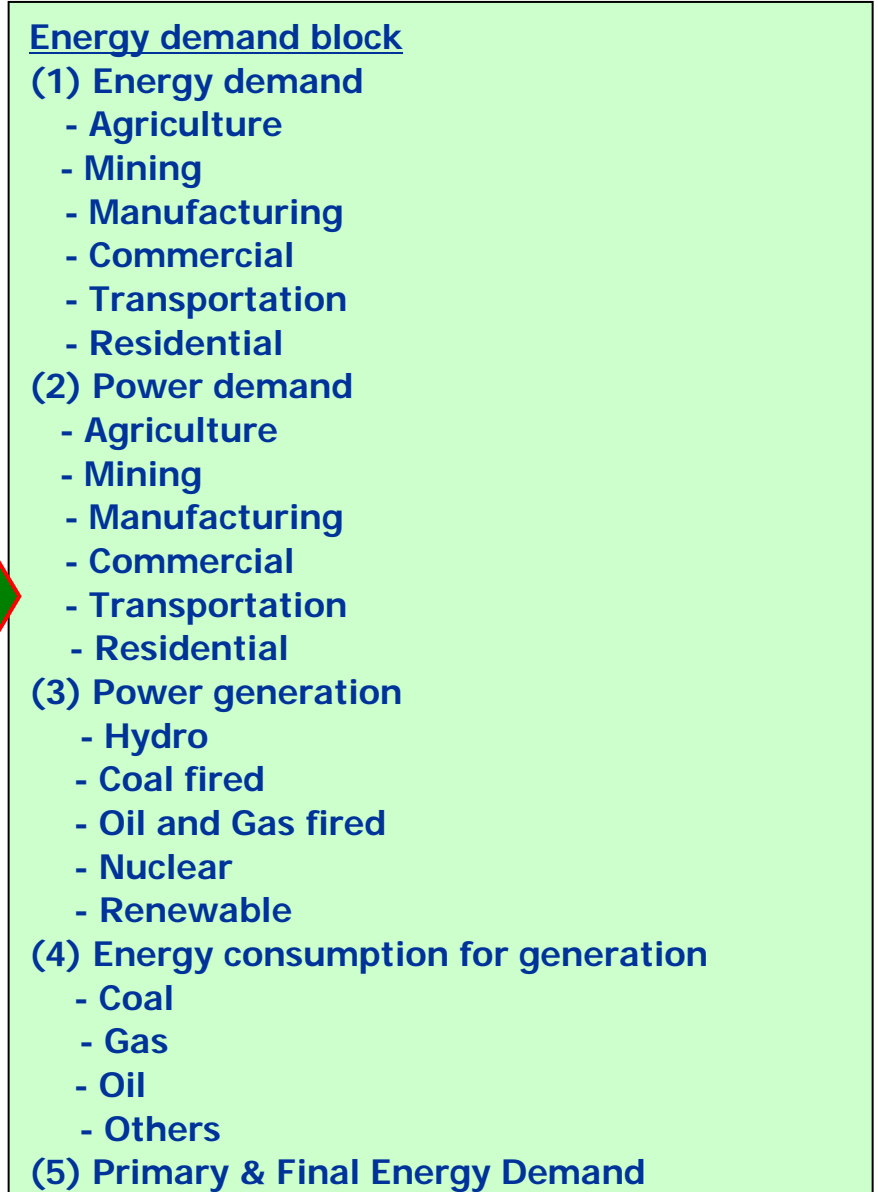 Energy demand block
(1) Energy demand
- Agriculture
- Mining
- Manufacturing
- Commercial
- Transportation
- Residential
(2) Power demand
- Agriculture
- Mining
- Manufacturing
- Commercial
- Transportation
- Residential
(3) Power generation
- Hydro
- Coal fired
- Oil and Gas fired
- Nuclear
- Renewable
(4) Energy consumption for generation
- Coal
- Gas
- Oil
- Others
(5) Primary & Final Energy Demand